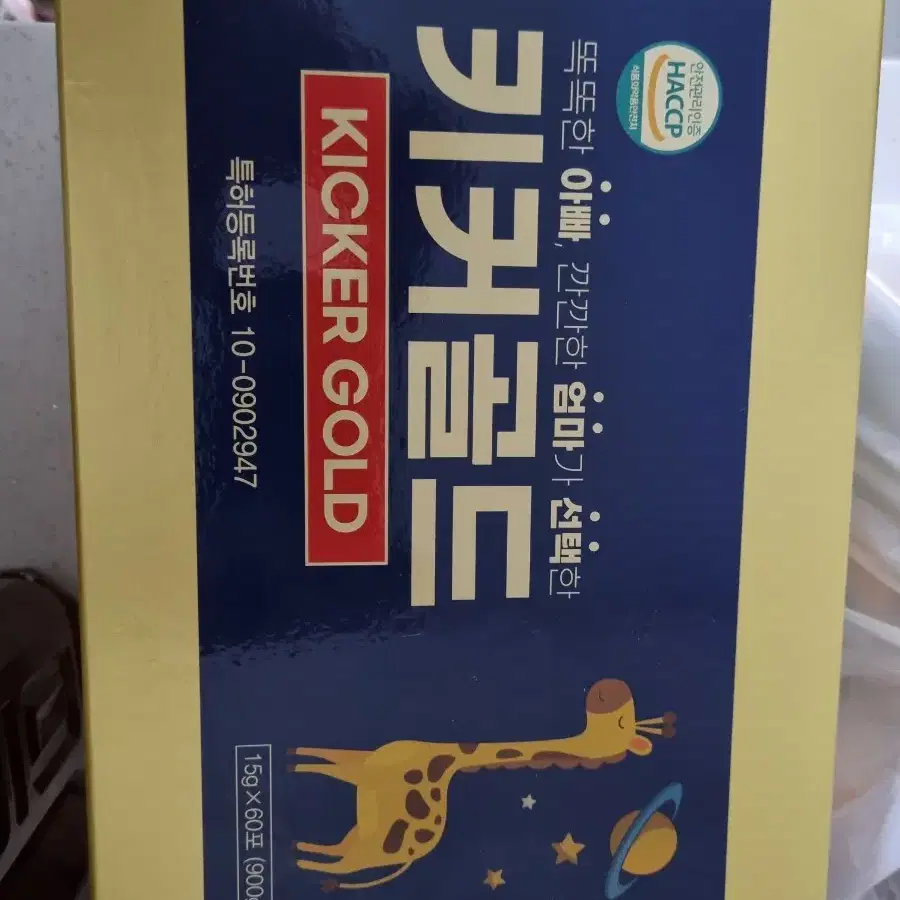 안전관리인증
HACCP
식품의약품안전처
똑똑한 아빠, 깐깐한 엄마가 선택한
키커골드
KICKER GOLD
특허등록번호 10-0902947
15g×60포 (900g